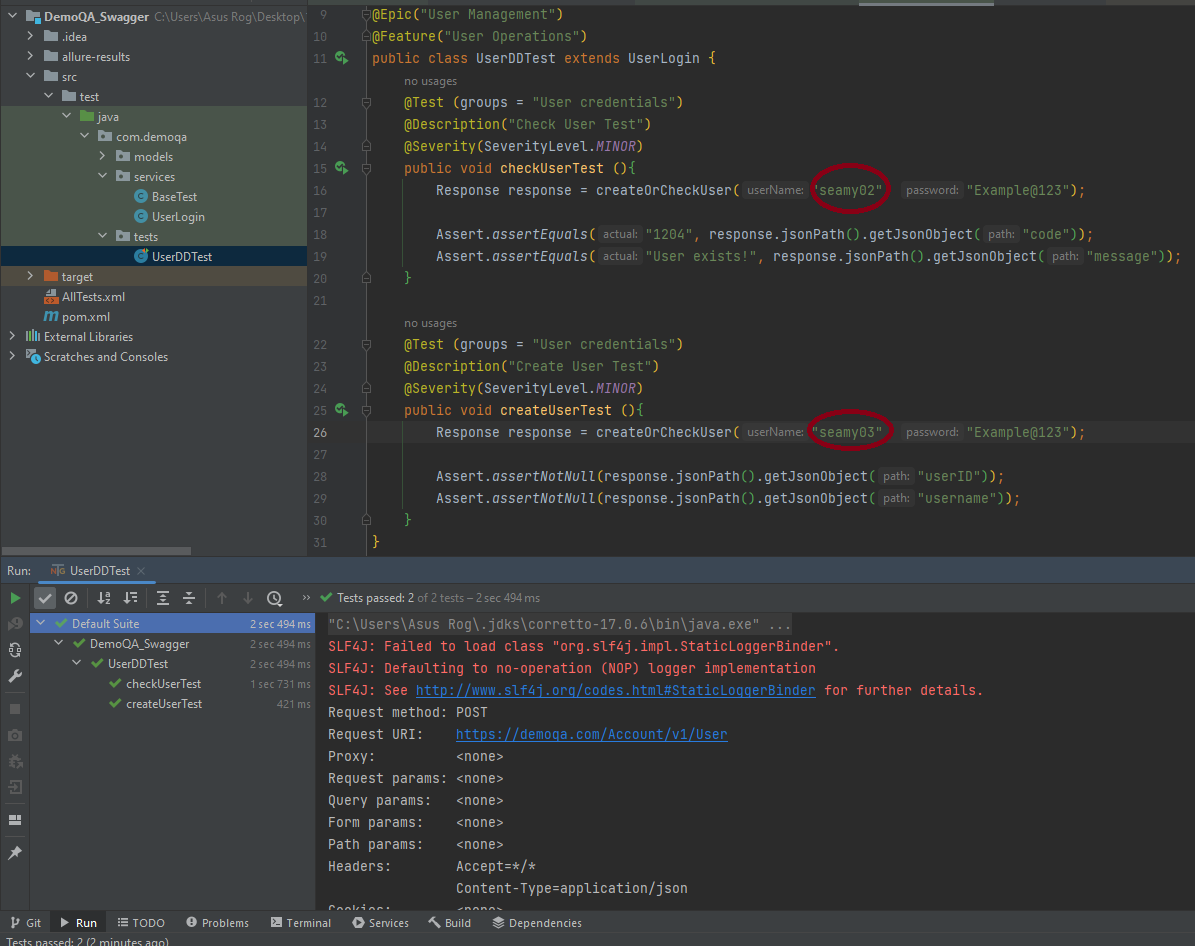 DemoQA_Swagger C:\Users\Asus Rog\Desktop\
.idea
allure-results
src
test
java
com.demoqa
models
services
BaseTest
UserLogin
tests
UserDDTest
target
AllTests.xml
pom.xml
External Libraries
Scratches and Consoles
9 @Epic("User Management")
10 @Feature("User Operations")
11 public class UserDDTest extends UserLogin {
no usages
12 @Test (groups = "User credentials")
13 @Description("Check User Test")
14 @Severity(SeverityLevel.MINOR)
15 public void checkUserTest (){
16 Response response = createOrCheckUser( userName: "seamy02" password: "Example@123");
17
18 Assert.assertEquals( actual: "1204", response.jsonPath().getJsonObject( path: "code"));
19 Assert.assertEquals( actual: "User exists!", response.jsonPath().getJsonObject( path: "message"));
20 }
21
no usages
22 @Test (groups = "User credentials")
23 @Description("Create User Test")
24 @Severity(SeverityLevel.MINOR)
25 public void createUserTest (){
26 Response response = createOrCheckUser( userName: "seamy03" password: "Example@123");
27
28 Assert.assertNotNull(response.jsonPath().getJsonObject( path: "userID"));
29 Assert.assertNotNull(response.jsonPath().getJsonObject( path: "username"));
30 }
31 }
Run: UserDDTest
Tests passed: 2 of 2 tests – 2 sec 494 ms
Default Suite 2 sec 494 ms
DemoQA_Swagger 2 sec 494 ms
UserDDTest 2 sec 494 ms
checkUserTest 1 sec 731 ms
createUserTest 421 ms
"C:\Users\Asus Rog\.jdks\corretto-17.0.6\bin\java.exe" ...
SLF4J: Failed to load class "org.slf4j.impl.StaticLoggerBinder".
SLF4J: Defaulting to no-operation (NOP) logger implementation
SLF4J: See http://www.slf4j.org/codes.html#StaticLoggerBinder for further details.
Request method: POST
Request URI: https://demoqa.com/Account/v1/User
Proxy: <none>
Request params: <none>
Query params: <none>
Form params: <none>
Path params: <none>
Headers: Accept=*/*
Content-Type=application/json
Cookies: <none>
Git Run TODO Problems Terminal Services Build Dependencies
Tests passed: 2 (2 minutes ago)